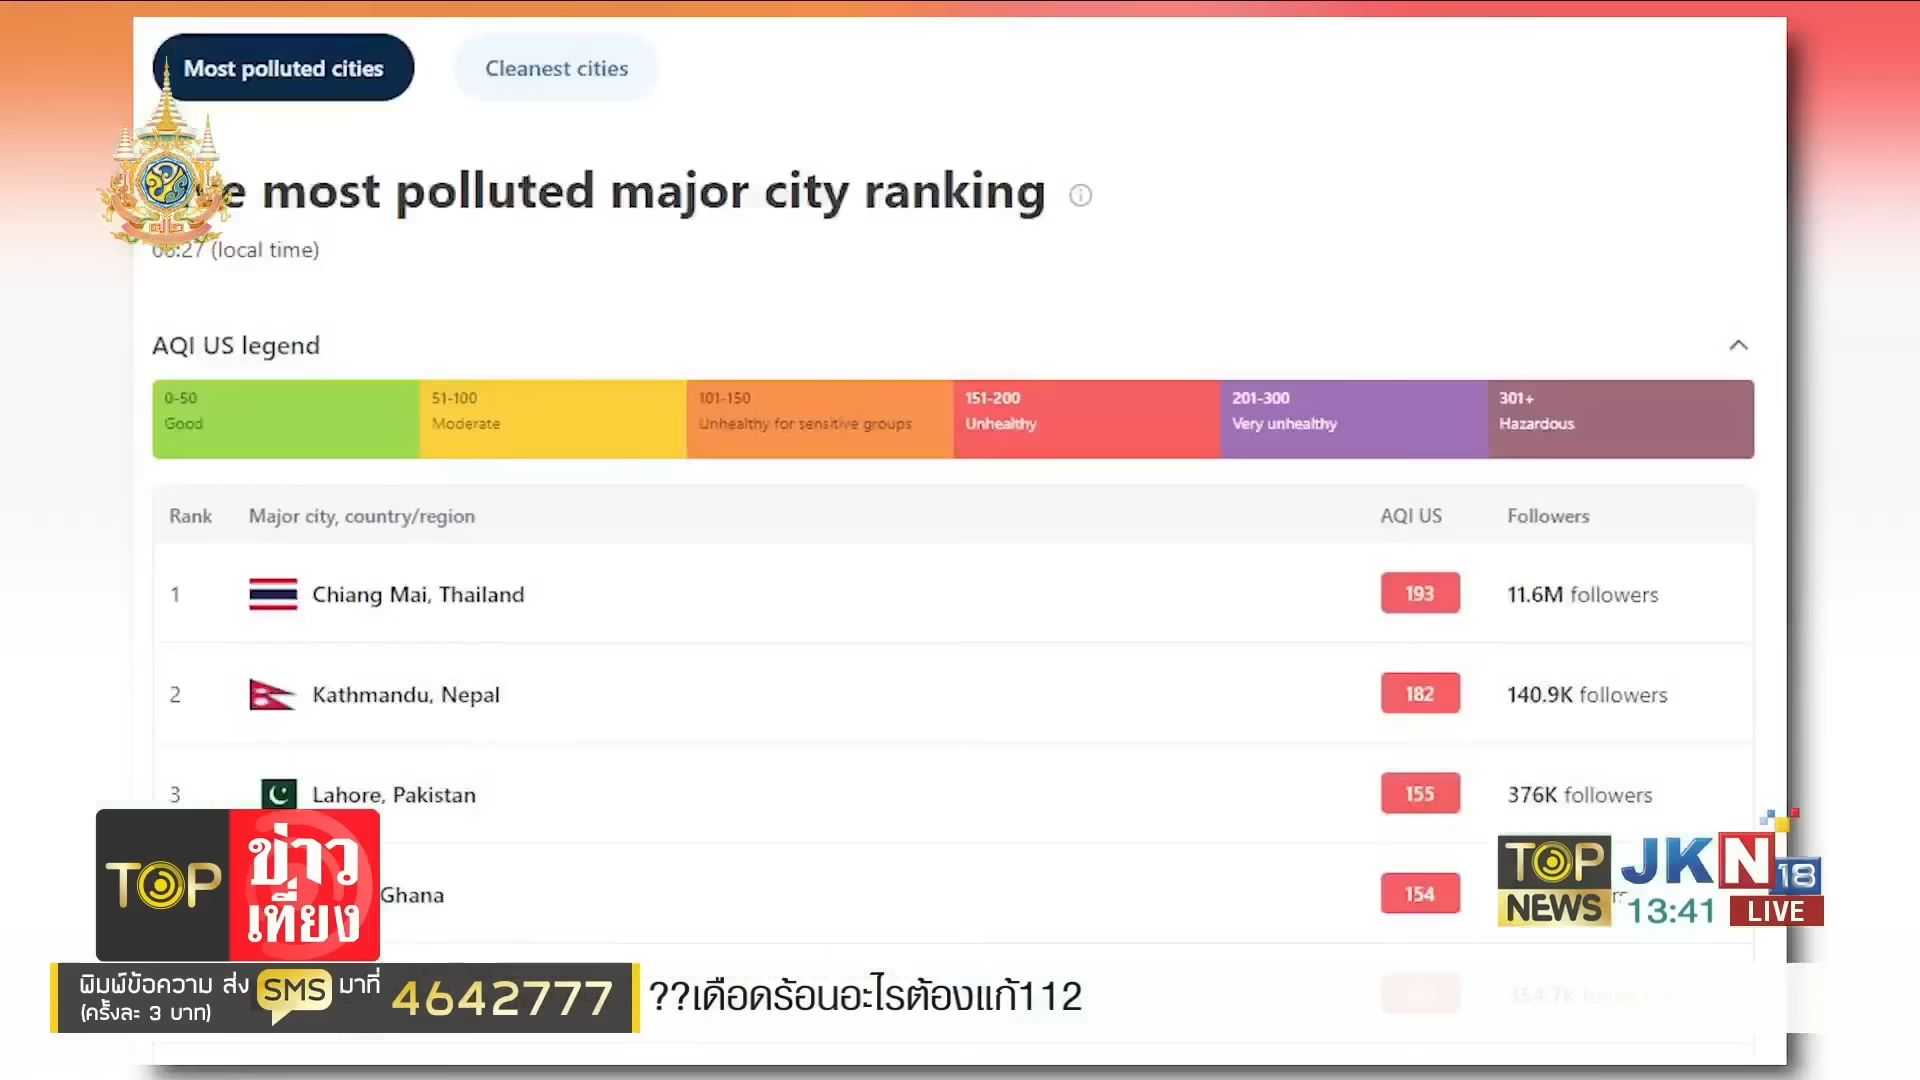 Most polluted cities
Cleanest cities
most polluted major city ranking
(local time)
AQI US legend
0-50
Good
51-100
Moderate
101-150
Unhealthy for sensitive groups
151-200
Unhealthy
201-300
Very unhealthy
301+
Hazardous
Rank Major city, country/region AQI US Followers
1 Chiang Mai, Thailand 193 11.6M followers
2 Kathmandu, Nepal 182 140.9K followers
3 Lahore, Pakistan 155 376K followers
Ghana 154
TOP ข่าวเที่ยง
TOP NEWS
JKN 18
13:41 LIVE
พิมพ์ข้อความ ส่ง SMS มาที่ 4642777
(ครั้งละ 3 บาท)
??เดือดร้อนอะไรต้องแก้112